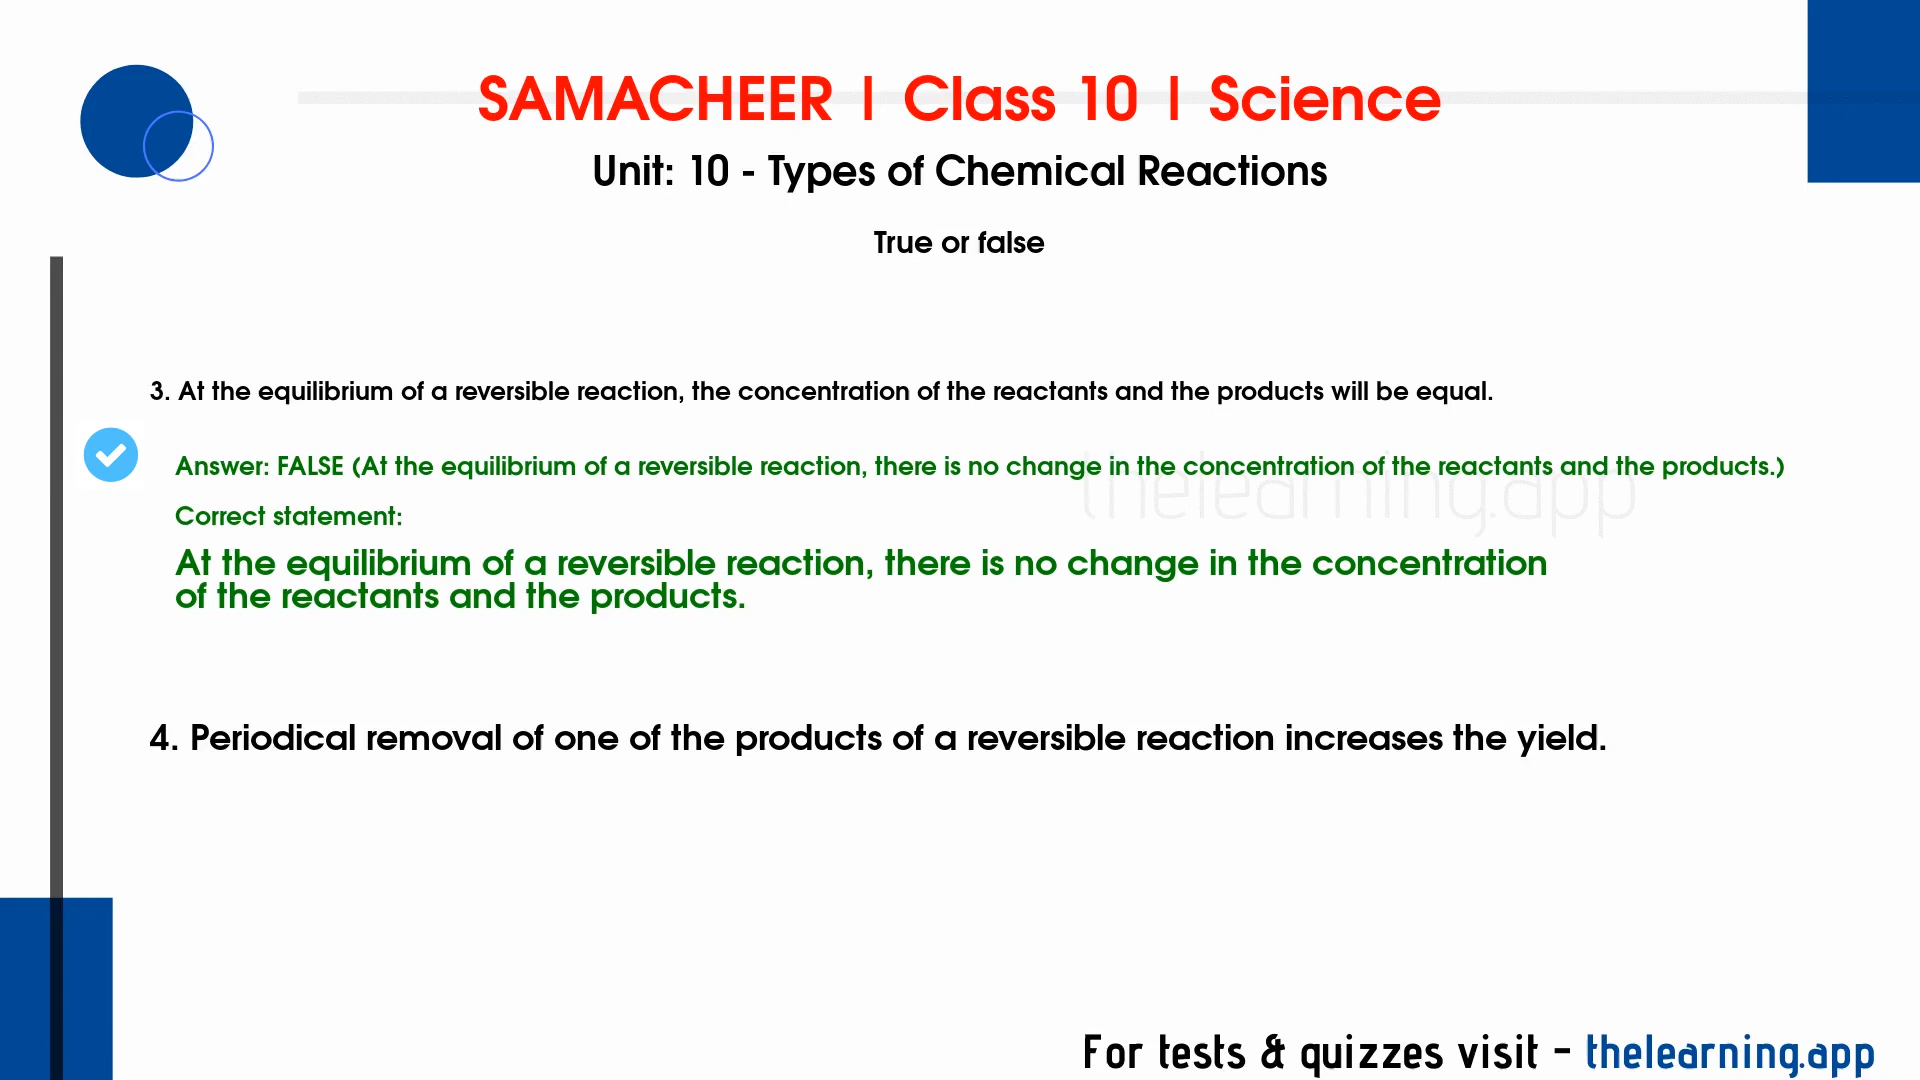 SAMACHEER | Class 10 | Science
Unit: 10 - Types of Chemical Reactions
True or false
3. At the equilibrium of a reversible reaction, the concentration of the reactants and the products will be equal.
Answer: FALSE (At the equilibrium of a reversible reaction, there is no change in the concentration of the reactants and the products.)
thelearning.app
Correct statement:
At the equilibrium of a reversible reaction, there is no change in the concentration
of the reactants and the products.
4. Periodical removal of one of the products of a reversible reaction increases the yield.
For tests & quizzes visit - thelearning.app